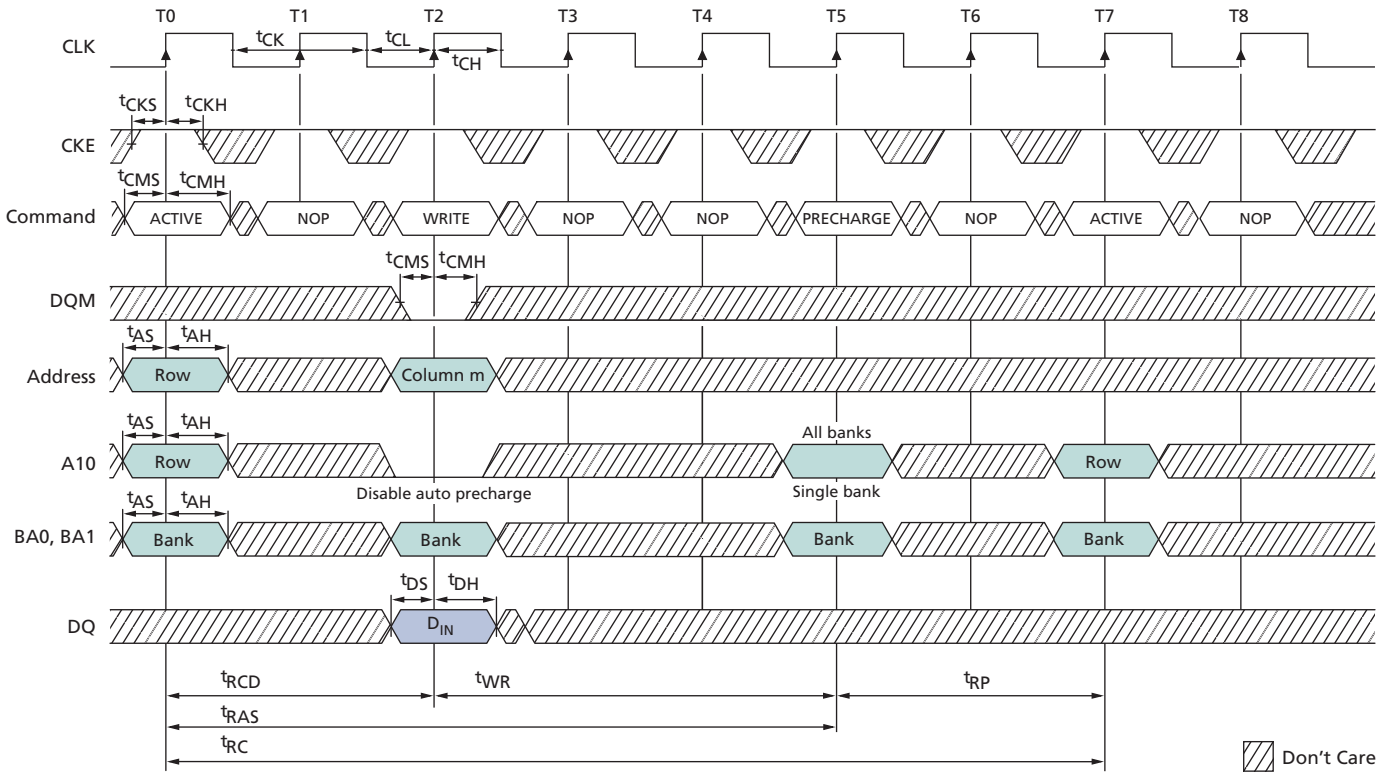 T0 T1 T2 T3 T4 T5 T6 T7 T8
CLK
tCK tCL
tCH
tCKS tCKH
CKE
tCMS tCMH
Command ACTIVE NOP WRITE NOP NOP PRECHARGE NOP ACTIVE NOP
tCMS tCMH
DQM
tAS tAH
Address Row Column m
tAS tAH
All banks
A10 Row Row
Disable auto precharge Single bank
tAS tAH
BA0, BA1 Bank Bank Bank Bank
tDS tDH
DQ DIN
tRCD tWR tRP
tRAS
tRC
Don't Care